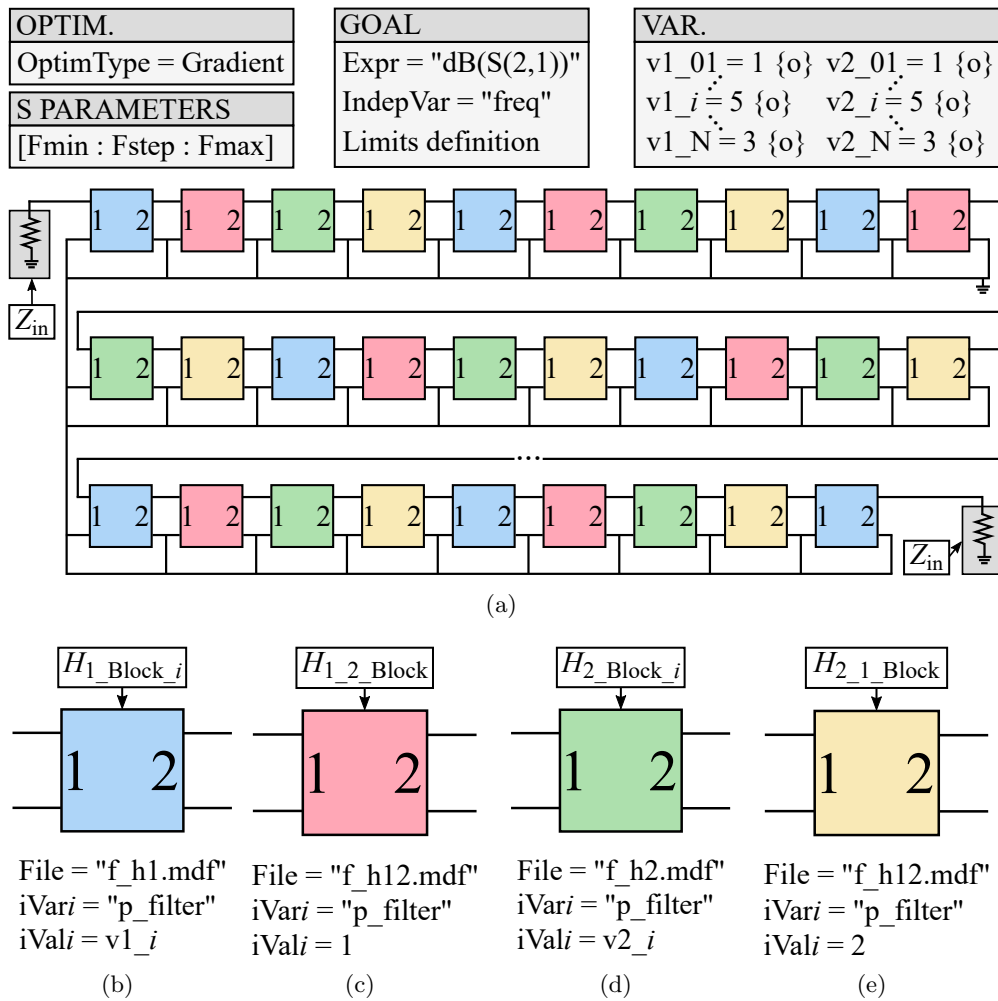 OPTIM.
OptimType = Gradient
S PARAMETERS
[Fmin : Fstep : Fmax]
GOAL
Expr = "dB(S(2,1))"
IndepVar = "freq"
Limits definition
VAR.
v1_01 = 1 {o} v2_01 = 1 {o}
v1_i = 5 {o} v2_i = 5 {o}
v1_N = 3 {o} v2_N = 3 {o}
1 2 1 2 1 2 1 2 1 2 1 2 1 2 1 2 1 2 1 2
Zin
1 2 1 2 1 2 1 2 1 2 1 2 1 2 1 2 1 2 1 2
...
1 2 1 2 1 2 1 2 1 2 1 2 1 2 1 2 1 2
Zin
(a)
H1_Block_i
H1_2_Block
H2_Block_i
H2_1_Block
1 2 1 2 1 2 1 2
File = "f_h1.mdf"
iVari = "p_filter"
iVali = v1_i
File = "f_h12.mdf"
iVari = "p_filter"
iVali = 1
File = "f_h2.mdf"
iVari = "p_filter"
iVali = v2_i
File = "f_h12.mdf"
iVari = "p_filter"
iVali = 2
(b)
(c)
(d)
(e)